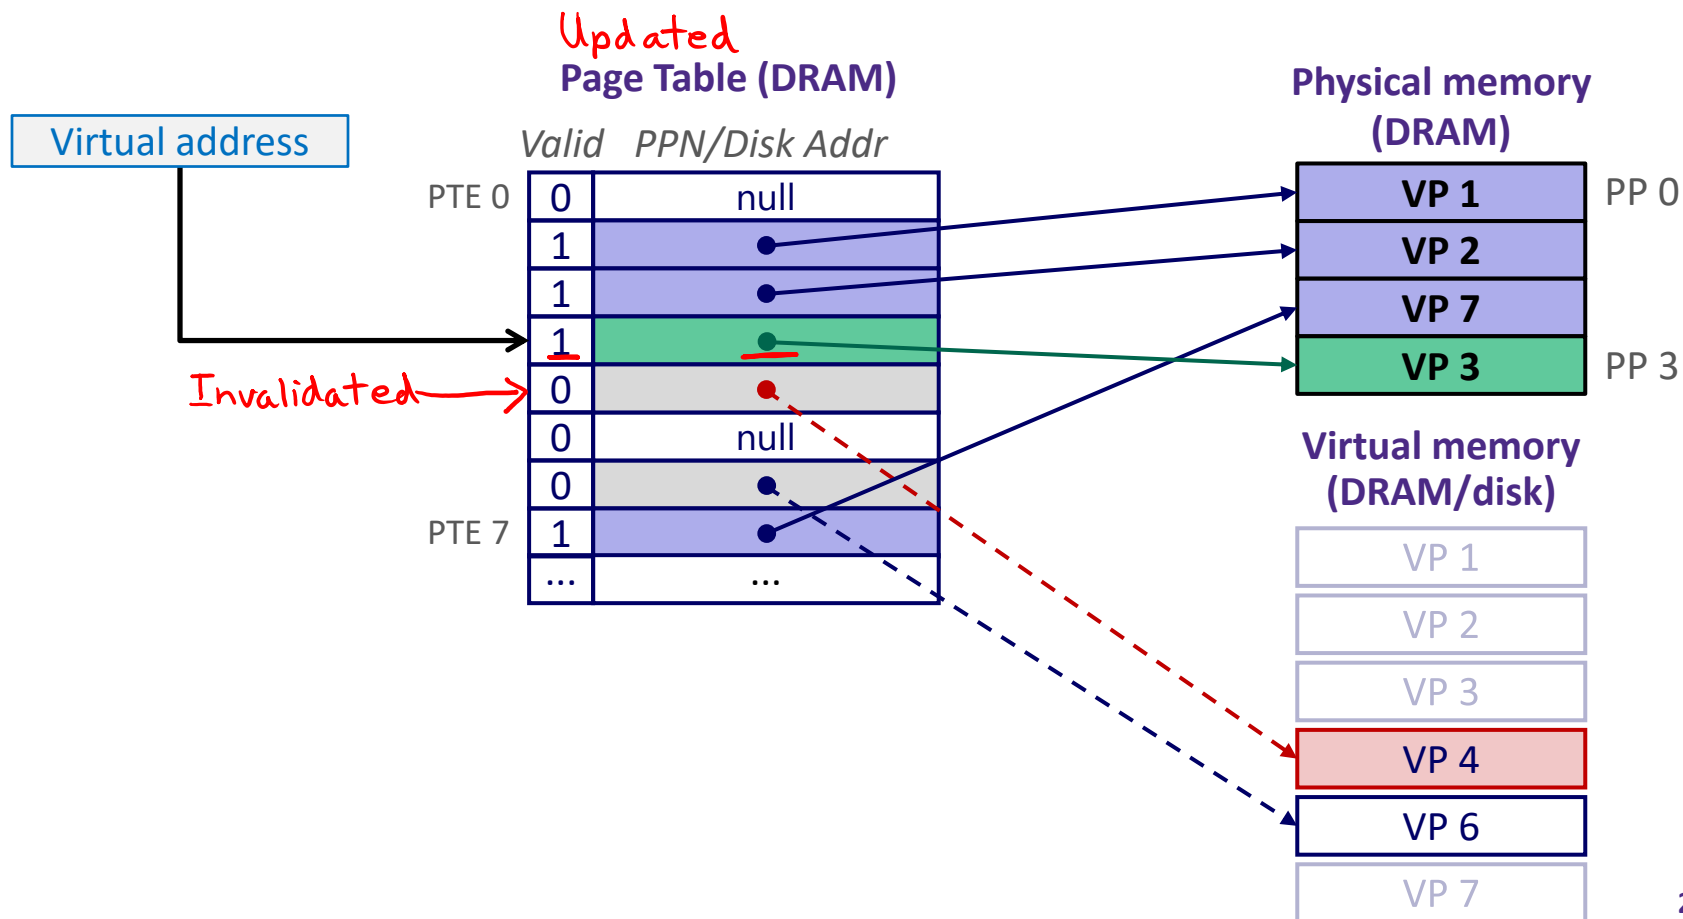 Updated
Page Table (DRAM)
Physical memory
(DRAM)
Virtual address
Valid PPN/Disk Addr
PTE 0 0 null
VP 1 PP 0
1
VP 2
1
VP 7
1
VP 3 PP 3
Invalidated 0
0 null
Virtual memory
(DRAM/disk)
0
PTE 7 1
... ...
VP 1
VP 2
VP 3
VP 4
VP 6
VP 7